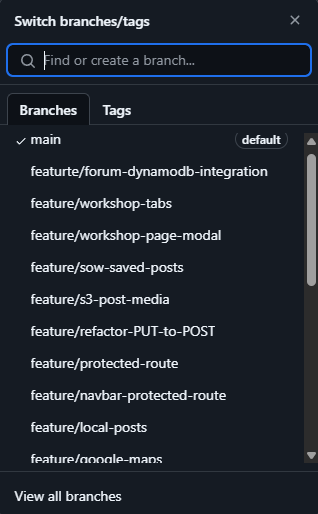 Switch branches/tags
Find or create a branch...
Branches Tags
main default
featurte/forum-dynamodb-integration
feature/workshop-tabs
feature/workshop-page-modal
feature/sow-saved-posts
feature/s3-post-media
feature/refactor-PUT-to-POST
feature/protected-route
feature/navbar-protected-route
feature/local-posts
feature/google-maps
View all branches